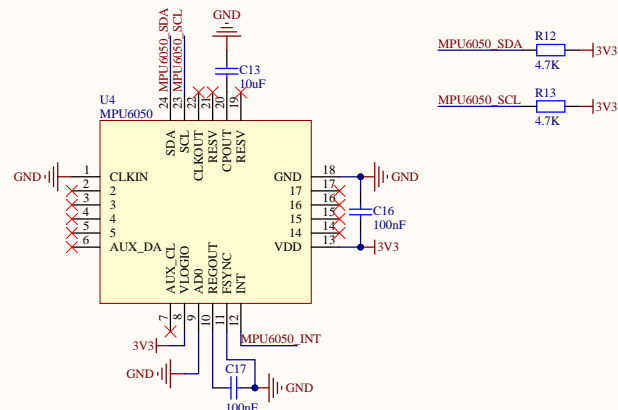 GND
MPU6050_SDA
MPU6050_SCL
C13
10uF
U4
MPU6050
24
23
22
21
20
19
SDA
SCL
CLKOUT
RESV
CPOUT
RESV
GND
1
CLKIN
2
2
3
3
4
4
5
5
6
AUX_DA
GND
18
GND
17
17
16
16
15
15
14
14
VDD
13
3V3
C16
100nF
AUX_CL
VLOGIO
AD0
REGOUT
FSYNC
INT
7
8
9
10
11
12
MPU6050_INT
3V3
GND
C17
100nF
GND
MPU6050_SDA
R12
4.7K
3V3
MPU6050_SCL
R13
4.7K
3V3